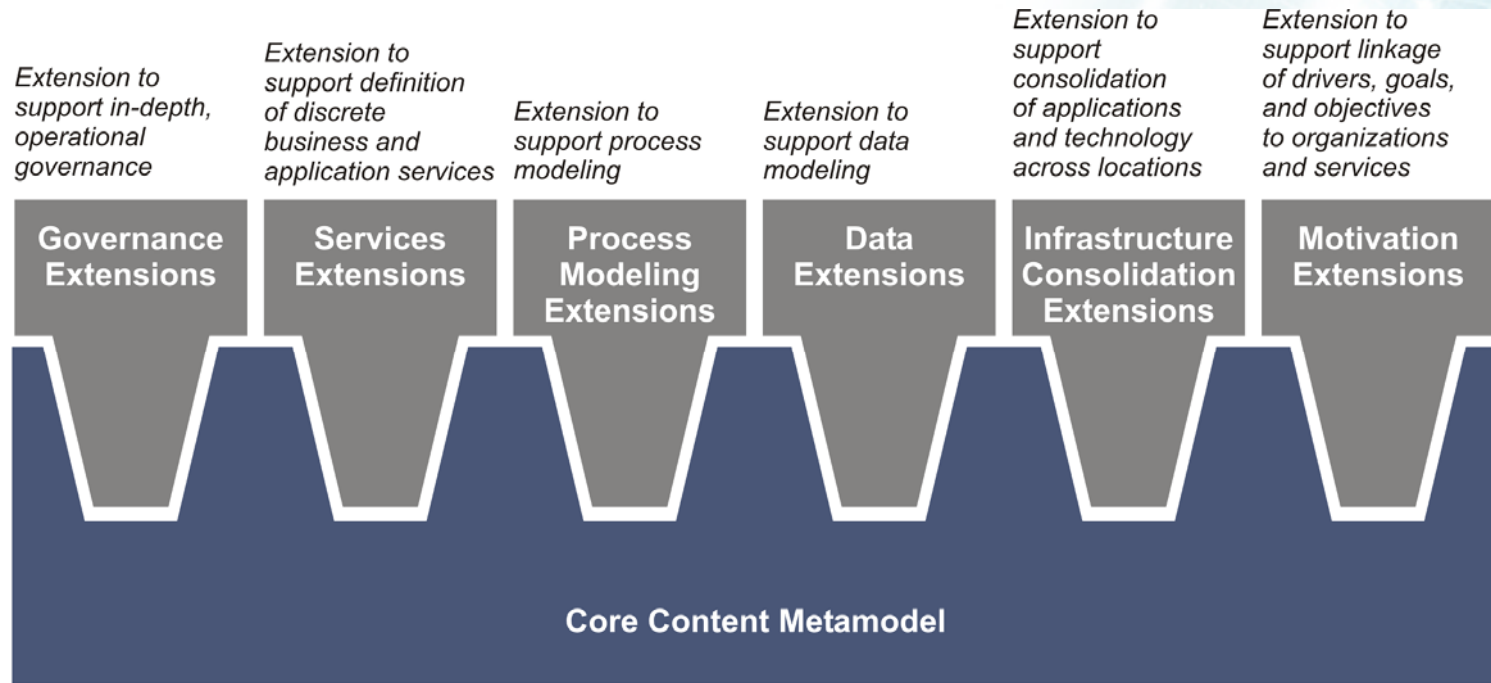 Extension to
support in-depth,
operational
governance
Extension to
support definition
of discrete
business and
application services
Extension to
support process
modeling
Extension to
support data
modeling
Extension to
support
consolidation
of applications
and technology
across locations
Extension to
support linkage
of drivers, goals,
and objectives
to organizations
and services
Governance
Extensions
Services
Extensions
Process
Modeling
Extensions
Data
Extensions
Infrastructure
Consolidation
Extensions
Motivation
Extensions
Core Content Metamodel